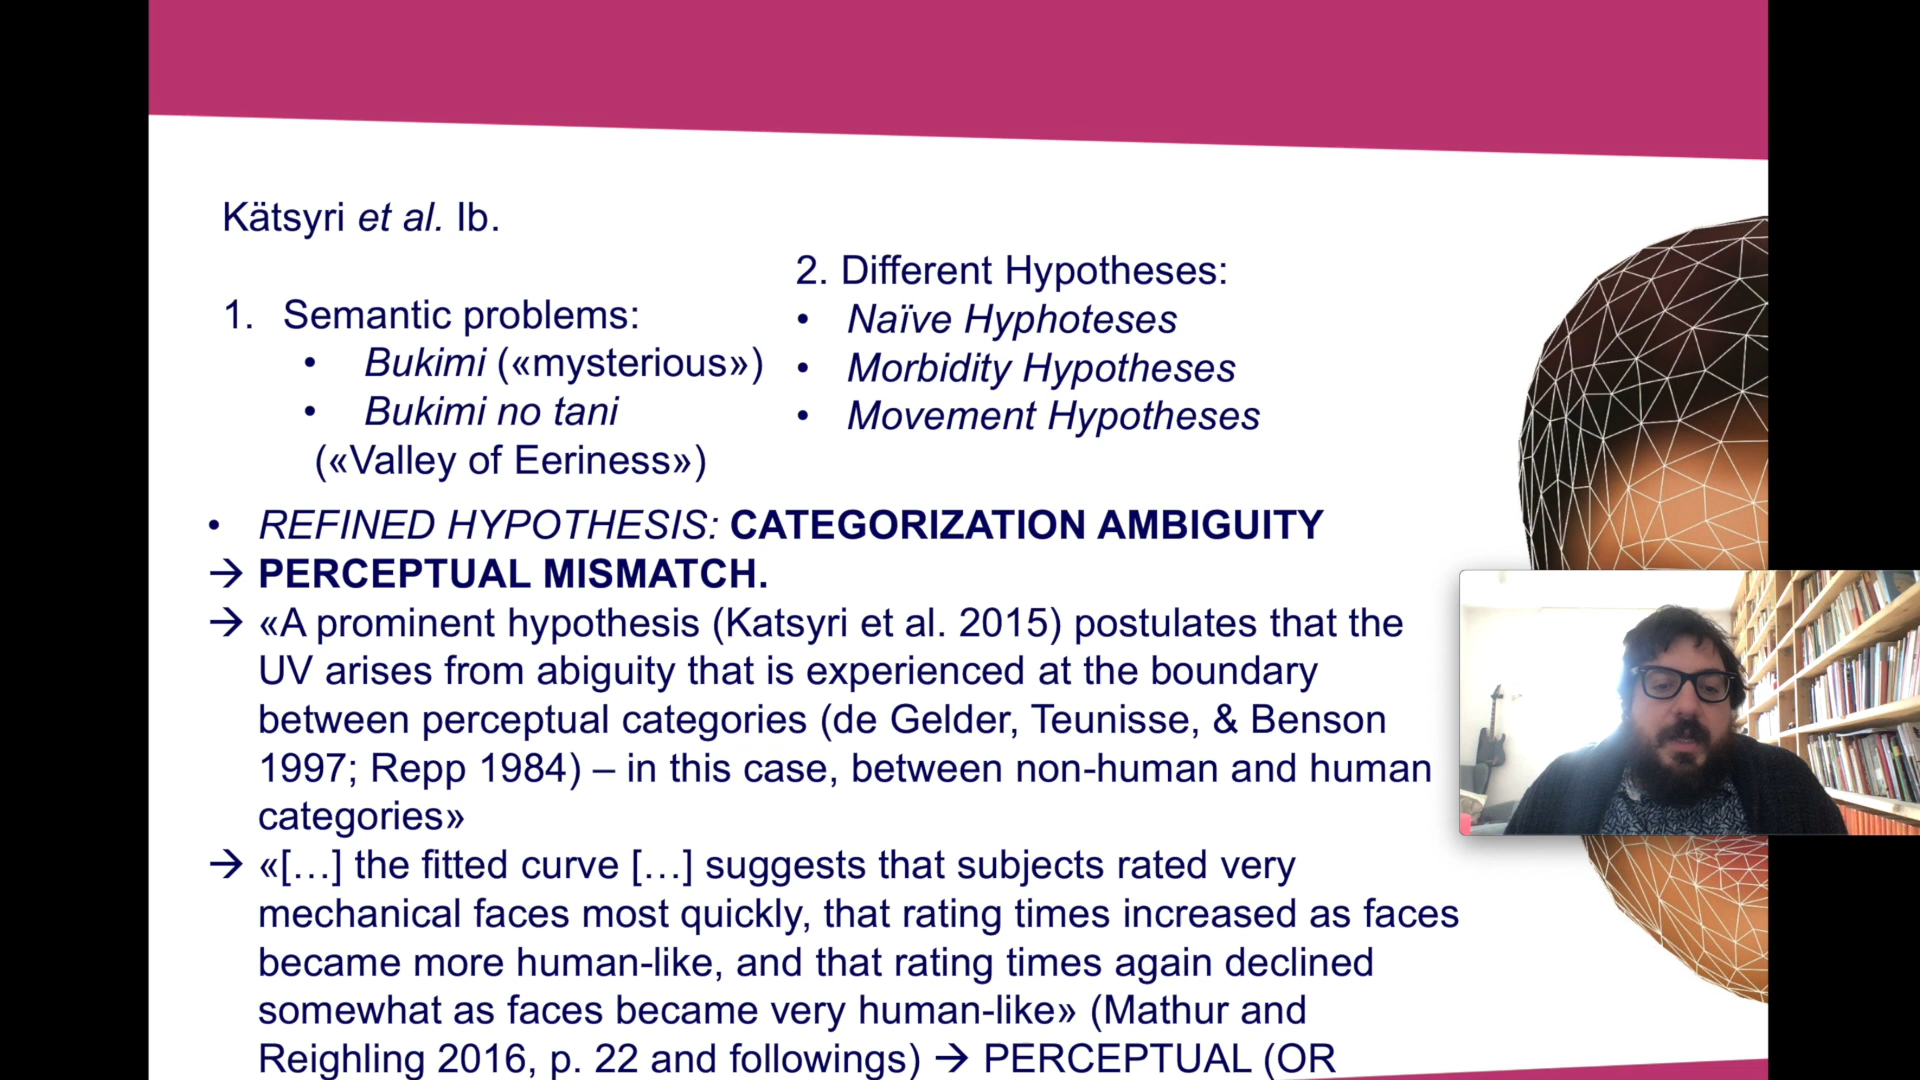 Kätsyri et al. Ib.
1. Semantic problems:
• Bukimi («mysterious»)
• Bukimi no tani
(«Valley of Eeriness»)
2. Different Hypotheses:
• Naïve Hyphoteses
• Morbidity Hypotheses
• Movement Hypotheses
• REFINED HYPOTHESIS: CATEGORIZATION AMBIGUITY
→ PERCEPTUAL MISMATCH.
→ «A prominent hypothesis (Katsyri et al. 2015) postulates that the
UV arises from abiguity that is experienced at the boundary
between perceptual categories (de Gelder, Teunisse, & Benson
1997; Repp 1984) – in this case, between non-human and human
categories»
→ «[…] the fitted curve […] suggests that subjects rated very
mechanical faces most quickly, that rating times increased as faces
became more human-like, and that rating times again declined
somewhat as faces became very human-like» (Mathur and
Reighling 2016, p. 22 and followings) → PERCEPTUAL (OR